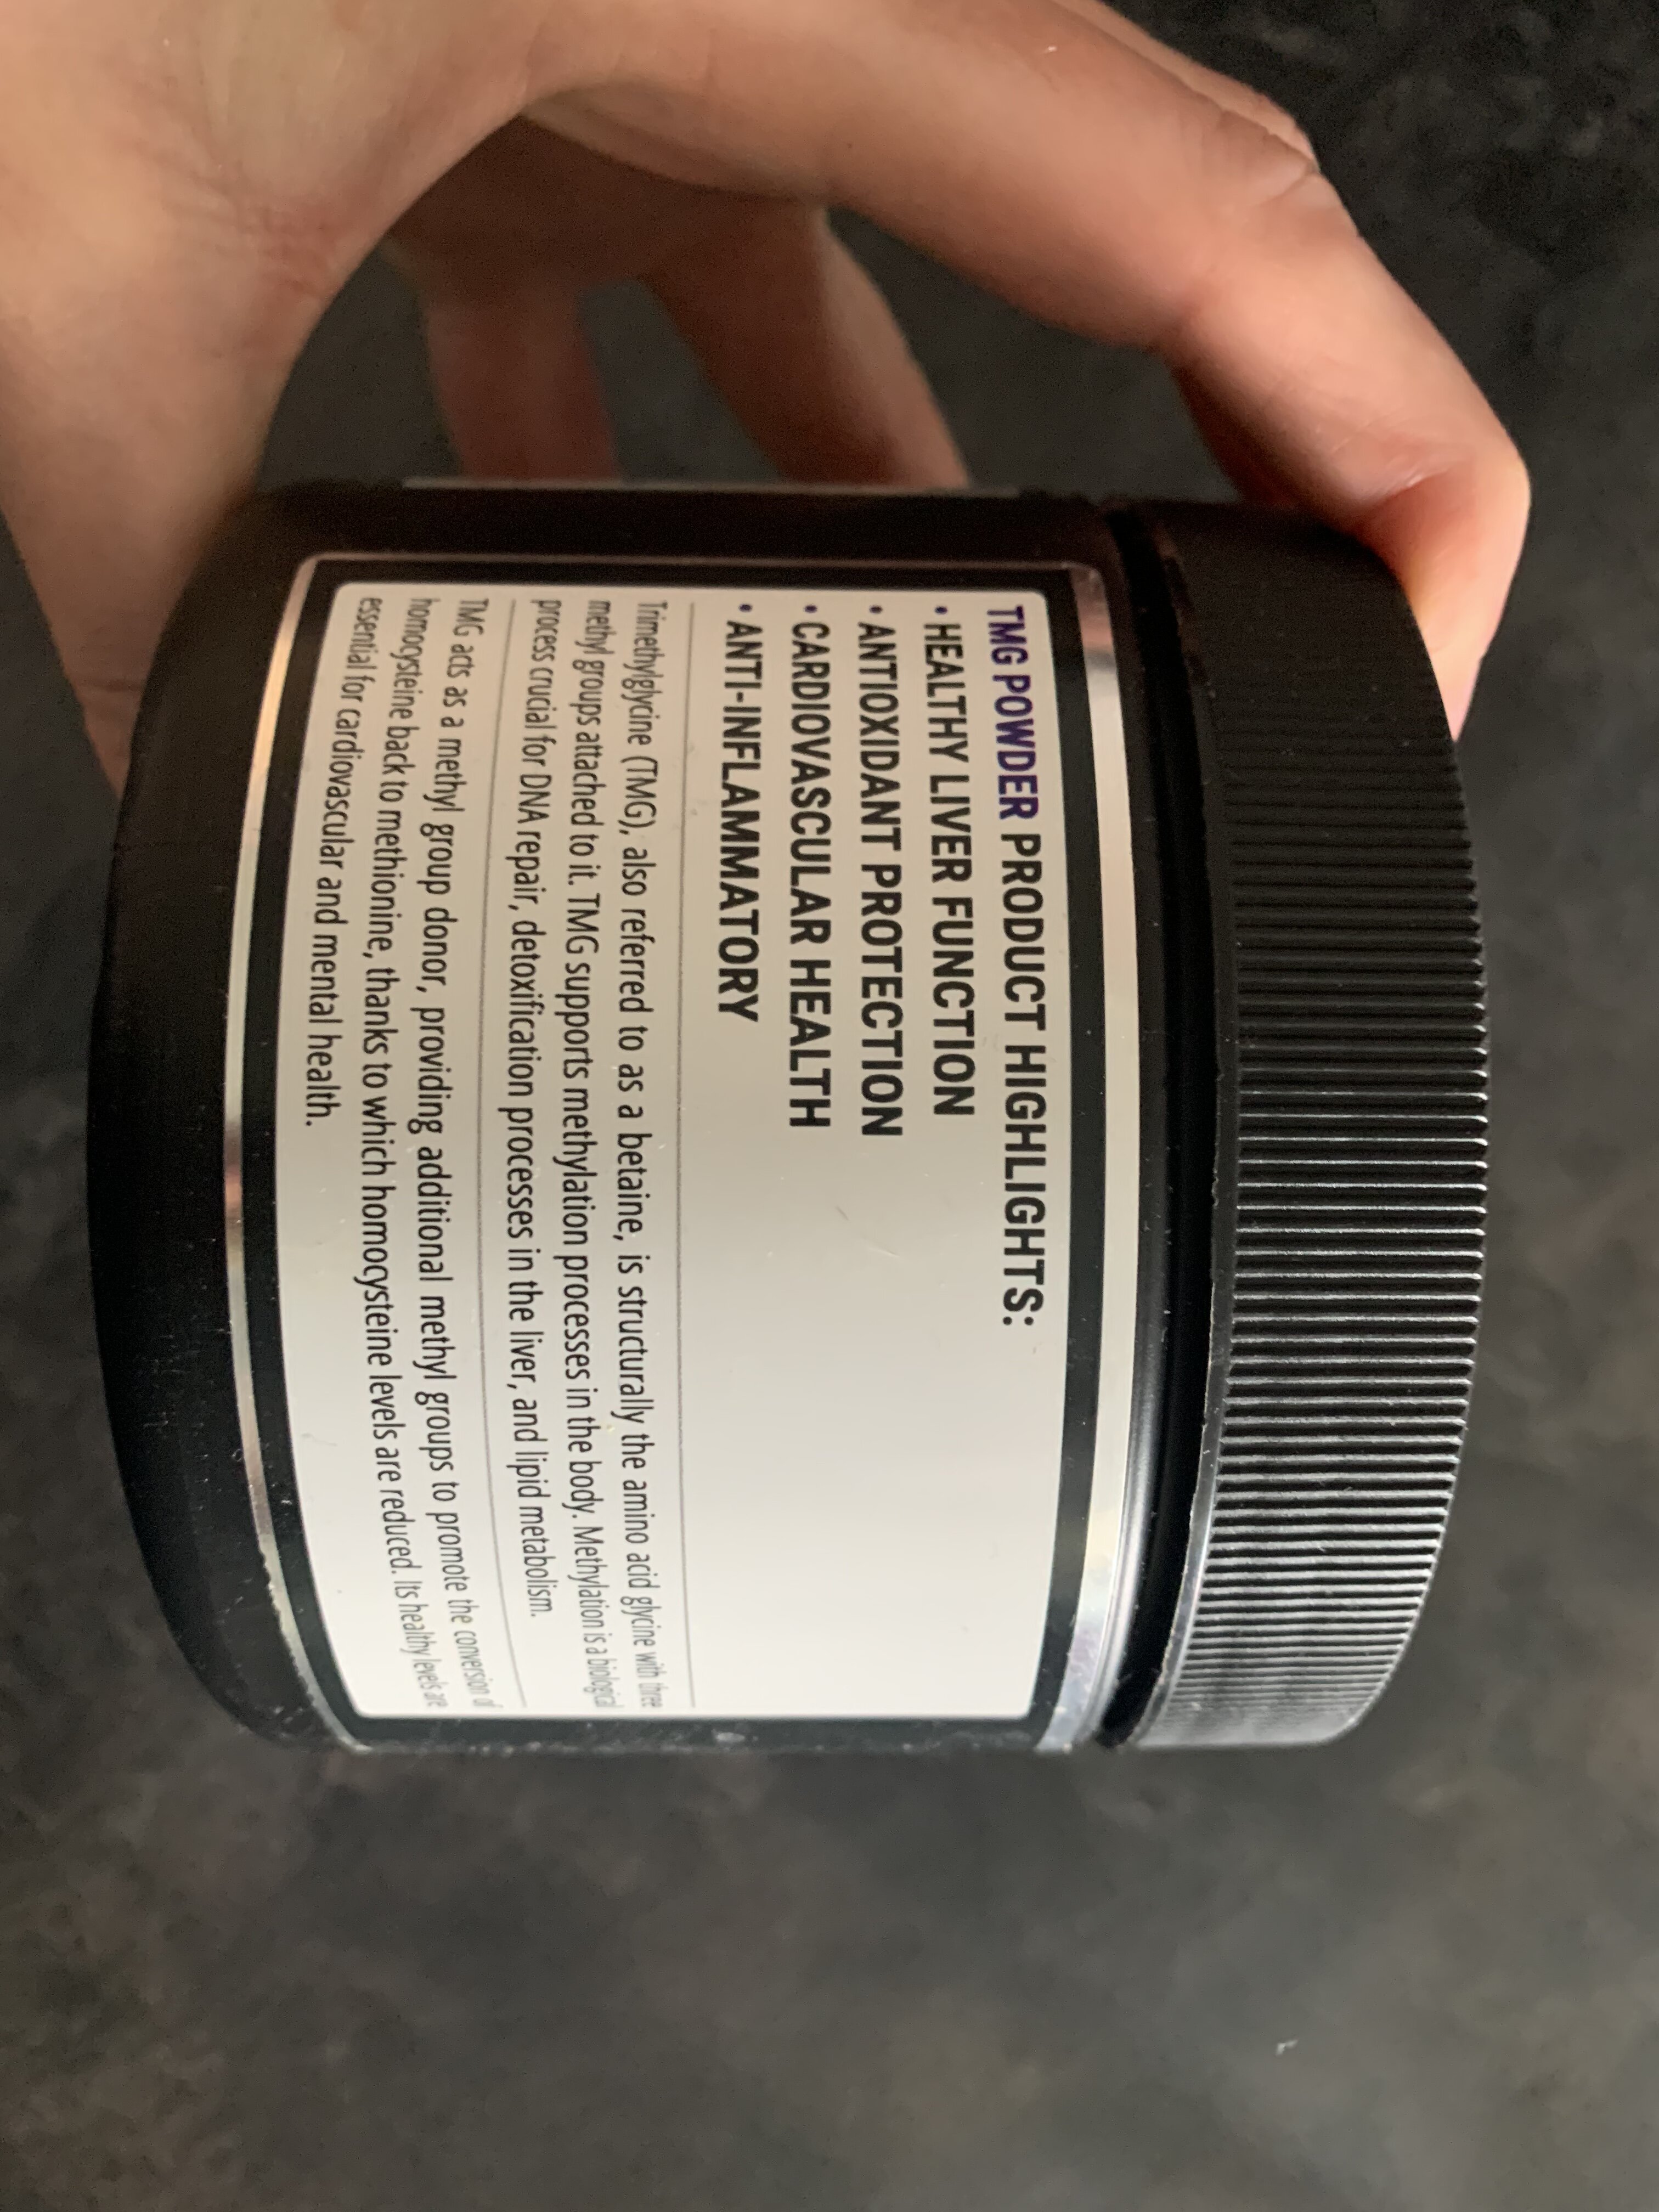 TMG POWDER PRODUCT HIGHLIGHTS:
• HEALTHY LIVER FUNCTION
• ANTIOXIDANT PROTECTION
• CARDIOVASCULAR HEALTH
• ANTI-INFLAMMATORY
Trimethylglycine (TMG), also referred to as a betaine, is structurally the amino acid glycine with three
methyl groups attached to it. TMG supports methylation processes in the body. Methylation is a biological
process crucial for DNA repair, detoxification processes in the liver, and lipid metabolism.
TMG acts as a methyl group donor, providing additional methyl groups to promote the conversion of
homocysteine back to methionine, thanks to which homocysteine levels are reduced. Its healthy levels are
essential for cardiovascular and mental health.